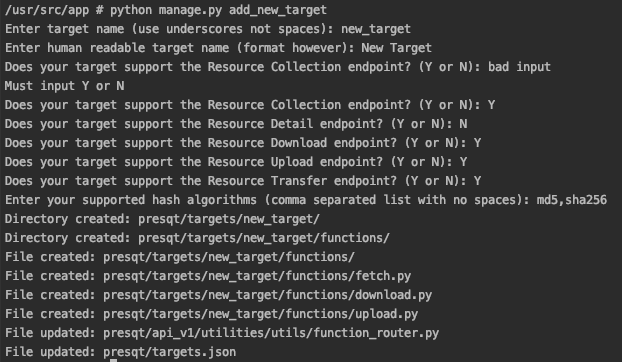 /usr/src/app # python manage.py add_new_target
Enter target name (use underscores not spaces): new_target
Enter human readable target name (format however): New Target
Does your target support the Resource Collection endpoint? (Y or N): bad input
Must input Y or N
Does your target support the Resource Collection endpoint? (Y or N): Y
Does your target support the Resource Detail endpoint? (Y or N): N
Does your target support the Resource Download endpoint? (Y or N): Y
Does your target support the Resource Upload endpoint? (Y or N): Y
Does your target support the Resource Transfer endpoint? (Y or N): Y
Enter your supported hash algorithms (comma separated list with no spaces): md5,sha256
Directory created: presqt/targets/new_target/
Directory created: presqt/targets/new_target/functions/
File created: presqt/targets/new_target/functions/
File created: presqt/targets/new_target/functions/fetch.py
File created: presqt/targets/new_target/functions/download.py
File created: presqt/targets/new_target/functions/upload.py
File updated: presqt/api_v1/utilities/utils/function_router.py
File updated: presqt/targets.json